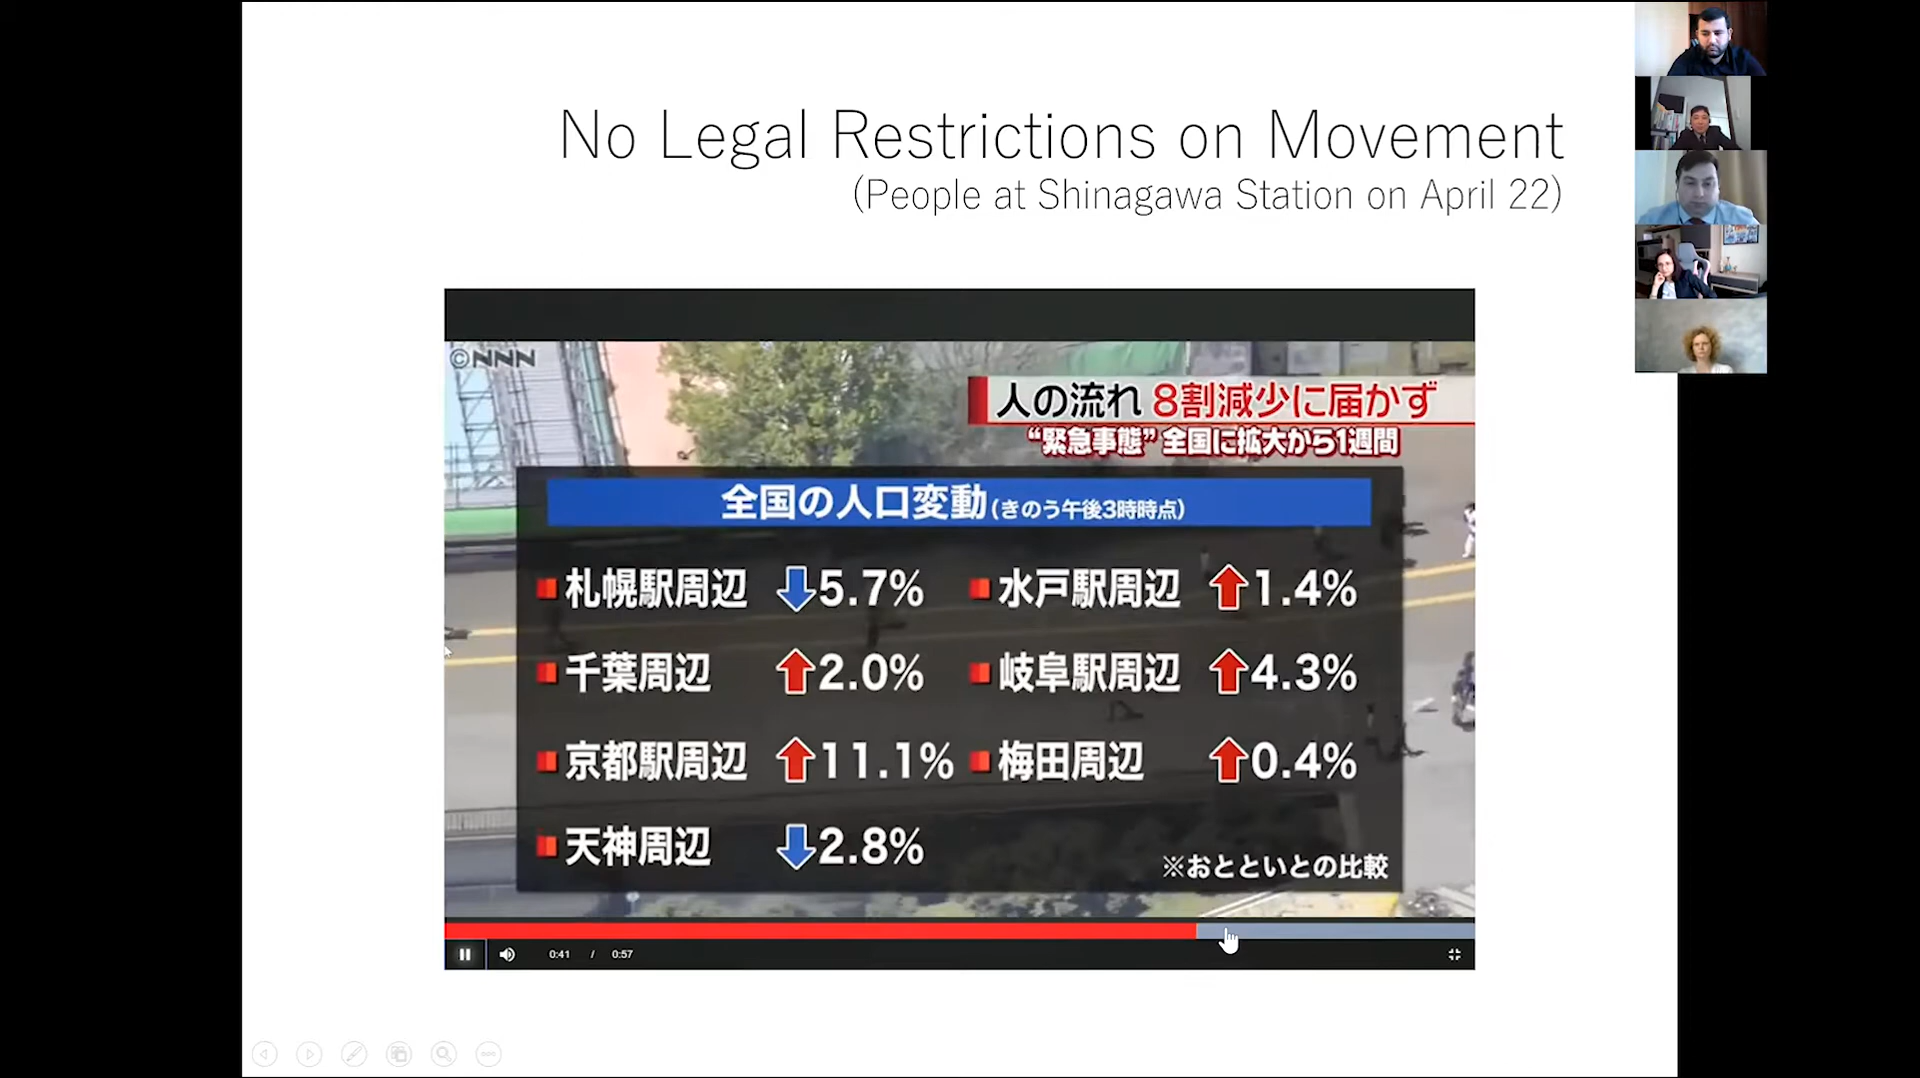 No Legal Restrictions on Movement
(People at Shinagawa Station on April 22)
©NNN
人の流れ 8割減少に届かず
“緊急事態”全国に拡大から1週間
全国の人口変動(きのう午後3時時点)
札幌駅周辺 ↓5.7% 水戸駅周辺 ↑1.4%
千葉周辺 ↑2.0% 岐阜駅周辺 ↑4.3%
京都駅周辺 ↑11.1% 梅田周辺 ↑0.4%
天神周辺 ↓2.8%
※おとといとの比較
0:41 / 0:57